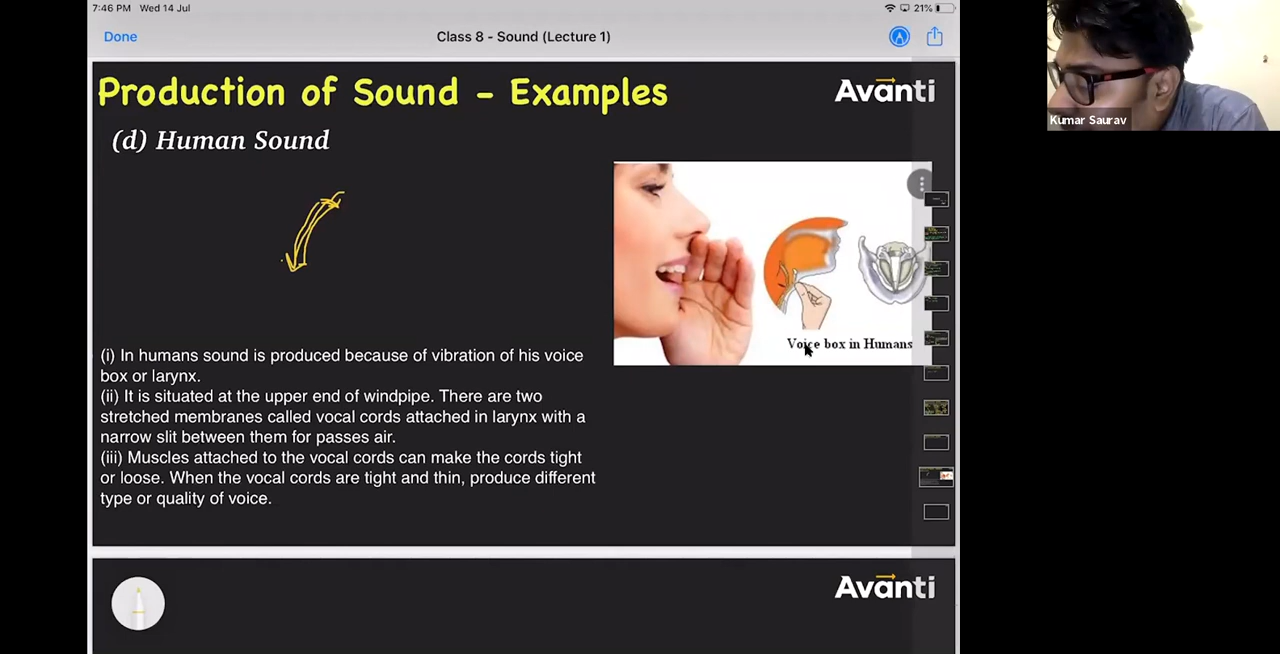 7:46 PM Wed 14 Jul
21%
Done
Class 8 - Sound (Lecture 1)
Production of Sound - Examples
Avanti
(d) Human Sound
Kumar Saurav
Voice box in Humans
(i) In humans sound is produced because of vibration of his voice
box or larynx.
(ii) It is situated at the upper end of windpipe. There are two
stretched membranes called vocal cords attached in larynx with a
narrow slit between them for passes air.
(iii) Muscles attached to the vocal cords can make the cords tight
or loose. When the vocal cords are tight and thin, produce different
type or quality of voice.
Avanti